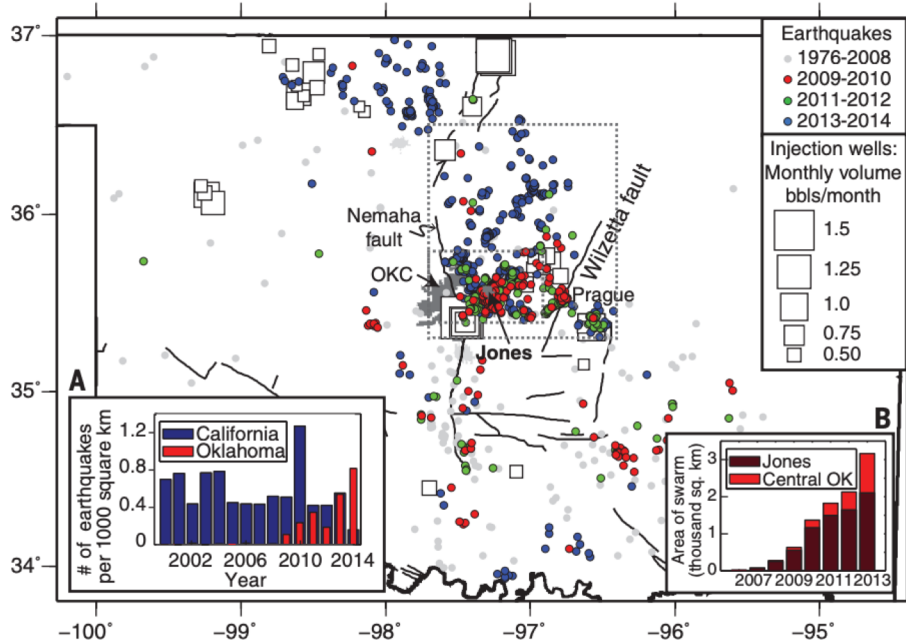 37°
36°
35°
34°
−100
−99
−98
−97
−96
−95
Earthquakes
1976-2008
2009-2010
2011-2012
2013-2014
Injection wells:
Monthly volume
bbls/month
1.5
1.25
1.0
0.75
0.50
Nemaha
fault
OKC
Wilzetta fault
Prague
Jones
A
California
Oklahoma
1.2
0.8
0.4
0
# of earthquakes
per 1000 square km
2002 2006 2010 2014
Year
B
Jones
Central OK
3
2
1
0
Area of swarm
(thousand sq. km)
2007 2009 2011 2013